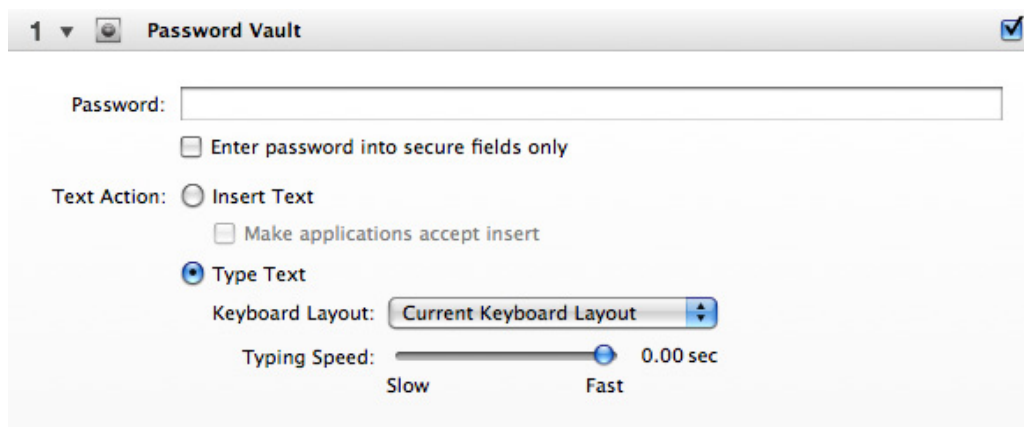 1 Password Vault
Password:
Enter password into secure fields only
Text Action: Insert Text
Make applications accept insert
Type Text
Keyboard Layout: Current Keyboard Layout
Typing Speed: 0.00 sec
Slow Fast